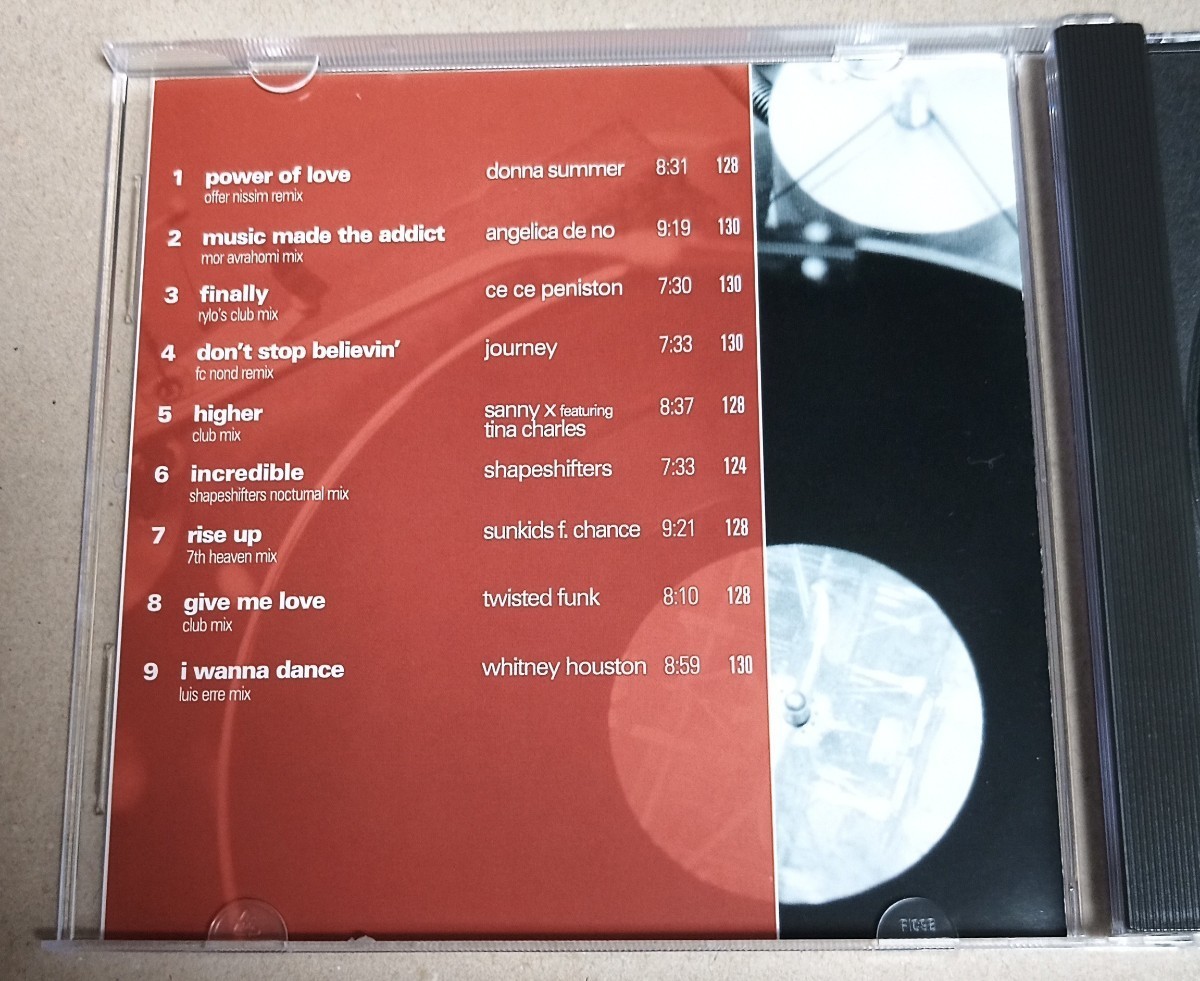 1 power of love donna summer 8:31 128
offer nissim remix
2 music made the addict angelica de no 9:19 130
mor avrahomi mix
3 finally ce ce peniston 7:30 130
rylo's club mix
4 don't stop believin' journey 7:33 130
fc nond remix
5 higher sanny x featuring 8:37 128
club mix tina charles
6 incredible shapeshifters 7:33 124
shapeshifters nocturnal mix
7 rise up sunkids f. chance 9:21 128
7th heaven mix
8 give me love twisted funk 8:10 128
club mix
9 i wanna dance whitney houston 8:59 130
luis erre mix